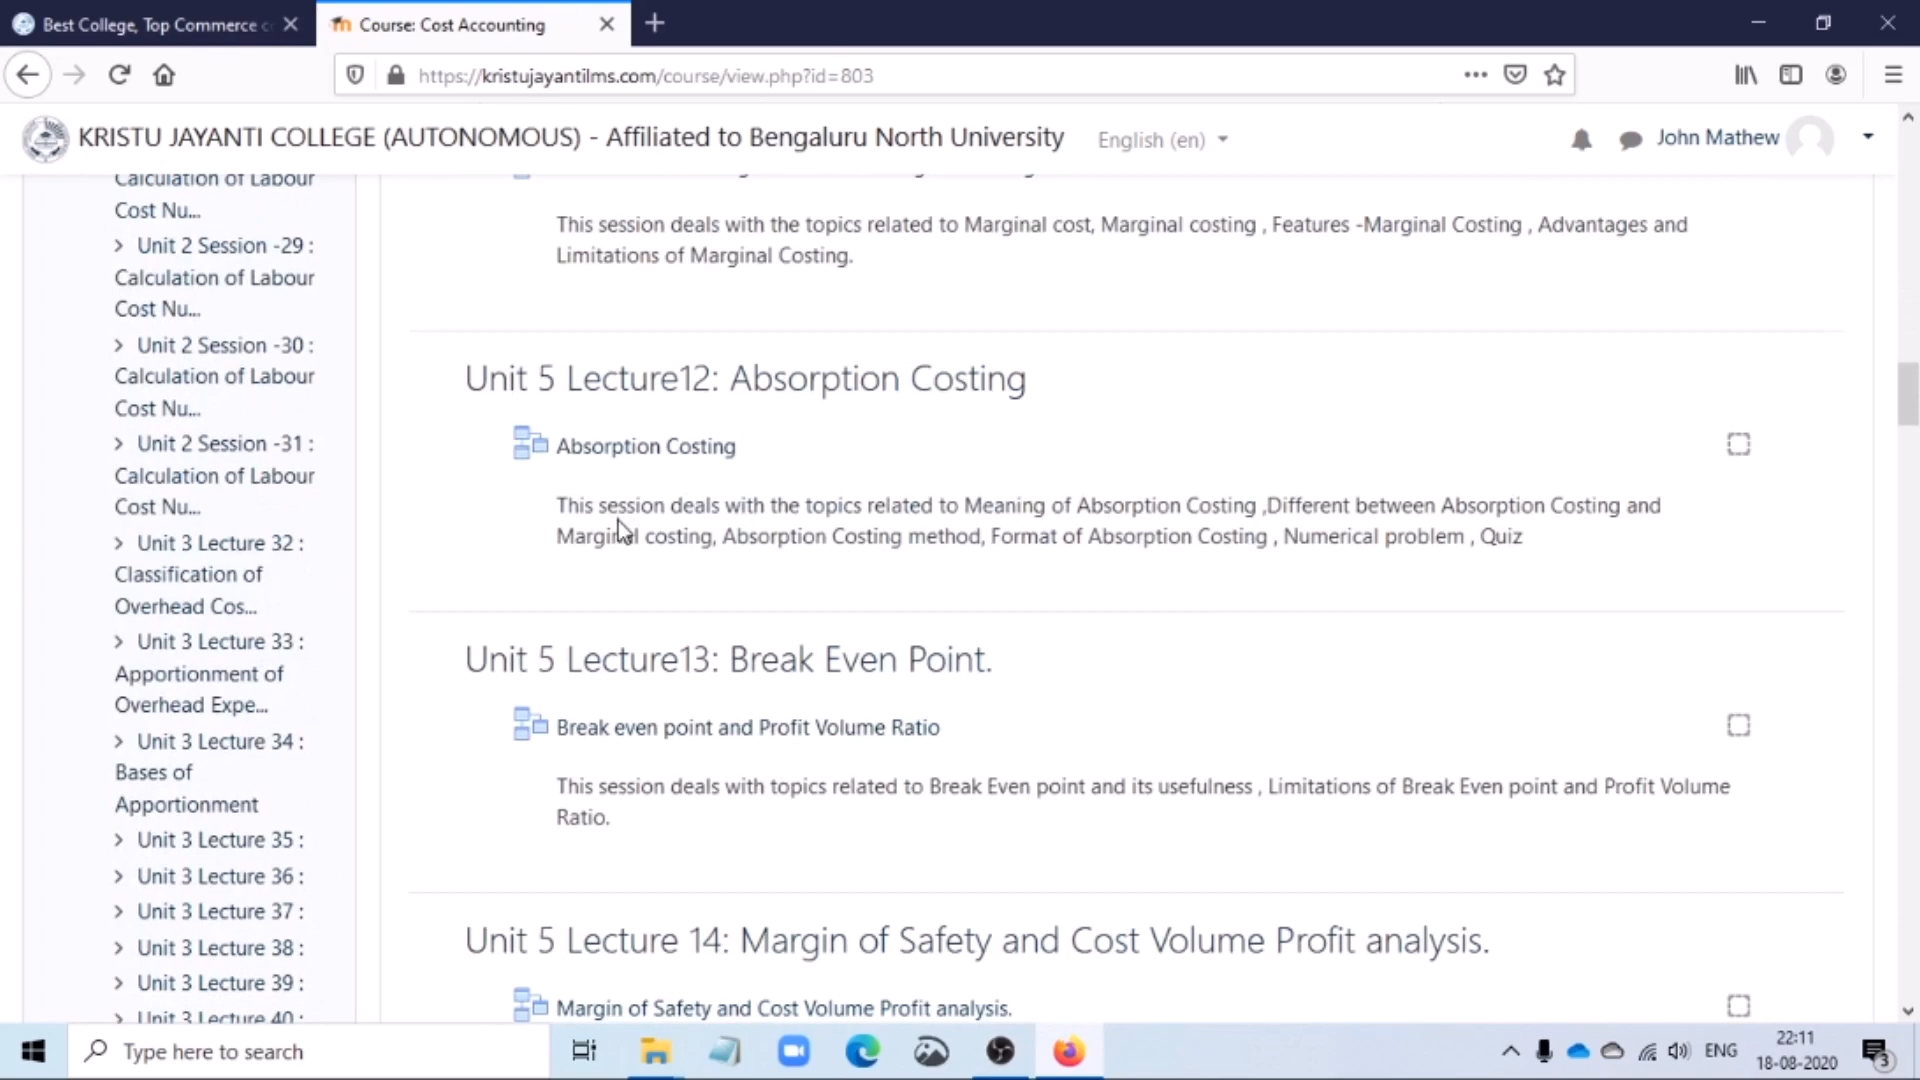 Best College, Top Commerce c
Course: Cost Accounting
https://kristujayantilms.com/course/view.php?id=803
KRISTU JAYANTI COLLEGE (AUTONOMOUS) - Affiliated to Bengaluru North University
English (en)
John Mathew
Calculation of Labour
Cost Nu...
Unit 2 Session -29 :
Calculation of Labour
Cost Nu...
Unit 2 Session -30 :
Calculation of Labour
Cost Nu...
Unit 2 Session -31 :
Calculation of Labour
Cost Nu...
Unit 3 Lecture 32 :
Classification of
Overhead Cos...
Unit 3 Lecture 33 :
Apportionment of
Overhead Expe...
Unit 3 Lecture 34 :
Bases of
Apportionment
Unit 3 Lecture 35 :
Unit 3 Lecture 36 :
Unit 3 Lecture 37 :
Unit 3 Lecture 38 :
Unit 3 Lecture 39 :
Unit 3 Lecture 40 :
This session deals with the topics related to Marginal cost, Marginal costing , Features -Marginal Costing , Advantages and
Limitations of Marginal Costing.
Unit 5 Lecture12: Absorption Costing
Absorption Costing
This session deals with the topics related to Meaning of Absorption Costing ,Different between Absorption Costing and
Marginal costing, Absorption Costing method, Format of Absorption Costing , Numerical problem , Quiz
Unit 5 Lecture13: Break Even Point.
Break even point and Profit Volume Ratio
This session deals with topics related to Break Even point and its usefulness , Limitations of Break Even point and Profit Volume
Ratio.
Unit 5 Lecture 14: Margin of Safety and Cost Volume Profit analysis.
Margin of Safety and Cost Volume Profit analysis.
Type here to search
ENG
22:11
18-08-2020
3